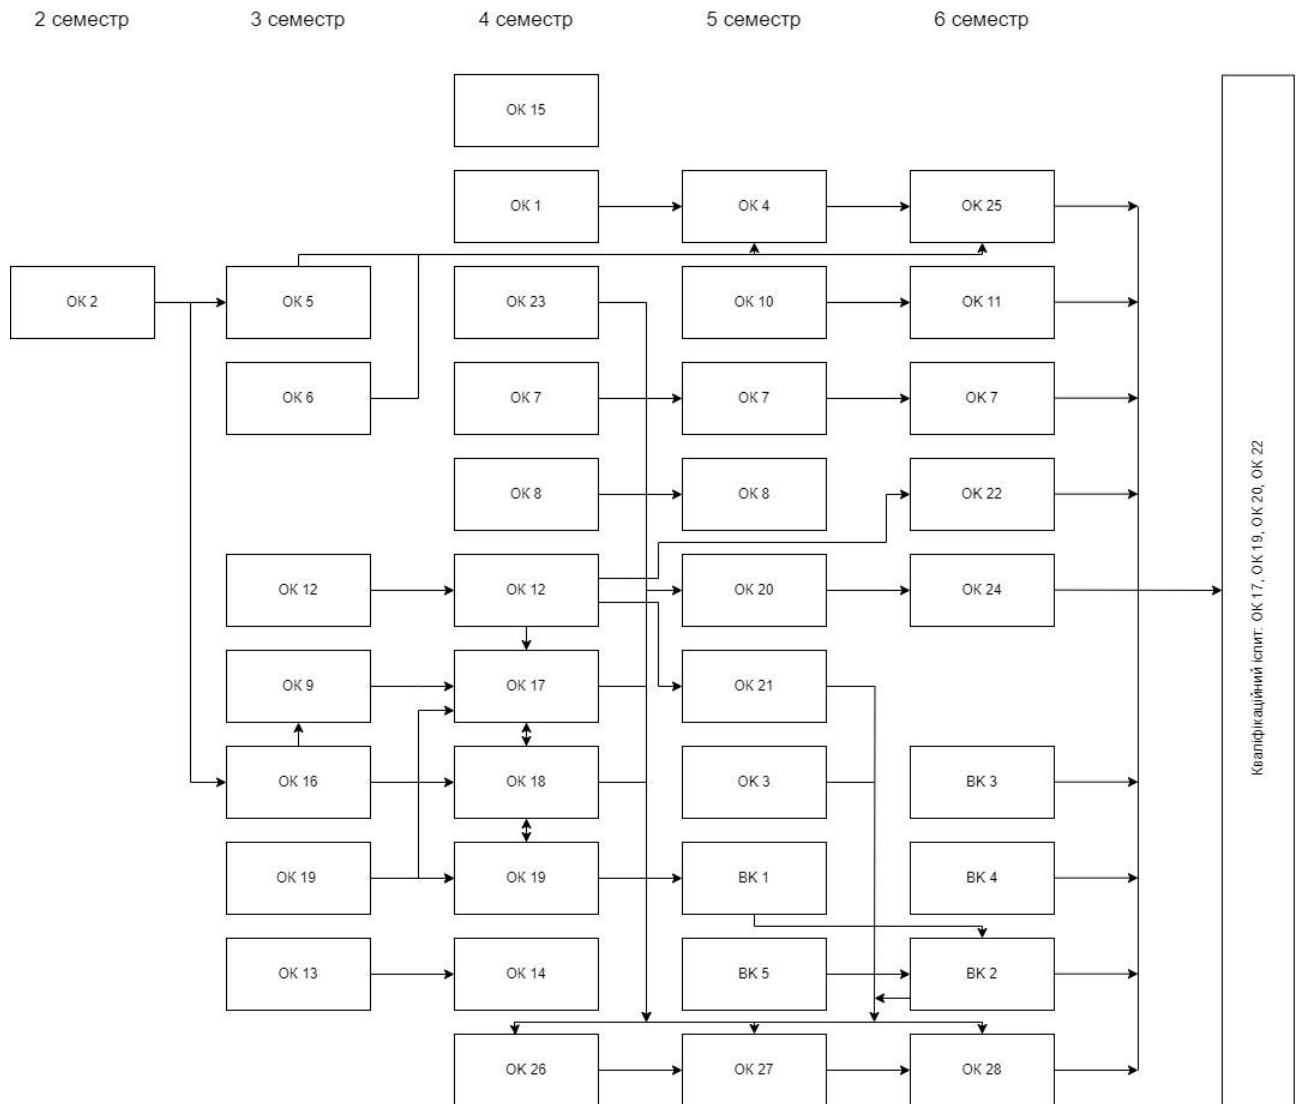 2 семестр
3 семестр
4 семестр
5 семестр
6 семестр
ОК 15
ОК 1
ОК 4
ОК 25
ОК 2
ОК 5
ОК 23
ОК 10
ОК 11
ОК 6
ОК 7
ОК 7
ОК 7
ОК 8
ОК 8
ОК 22
ОК 12
ОК 12
ОК 20
ОК 24
ОК 9
ОК 17
ОК 21
ОК 16
ОК 18
ОК 3
ВК 3
ОК 19
ОК 19
ВК 1
ВК 4
ОК 13
ОК 14
ВК 5
ВК 2
ОК 26
ОК 27
ОК 28
Кваліфікаційний іспит: ОК 17, ОК 19, ОК 20, ОК 22